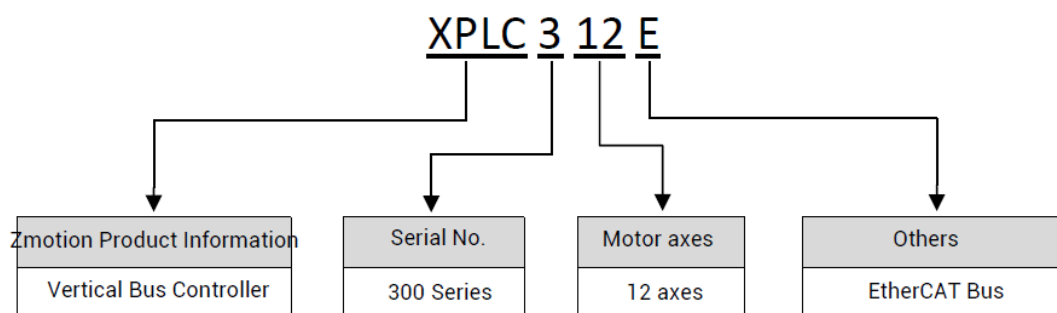 XPLC 3 12 E
Zmotion Product Information
Vertical Bus Controller
Serial No.
300 Series
Motor axes
12 axes
Others
EtherCAT Bus